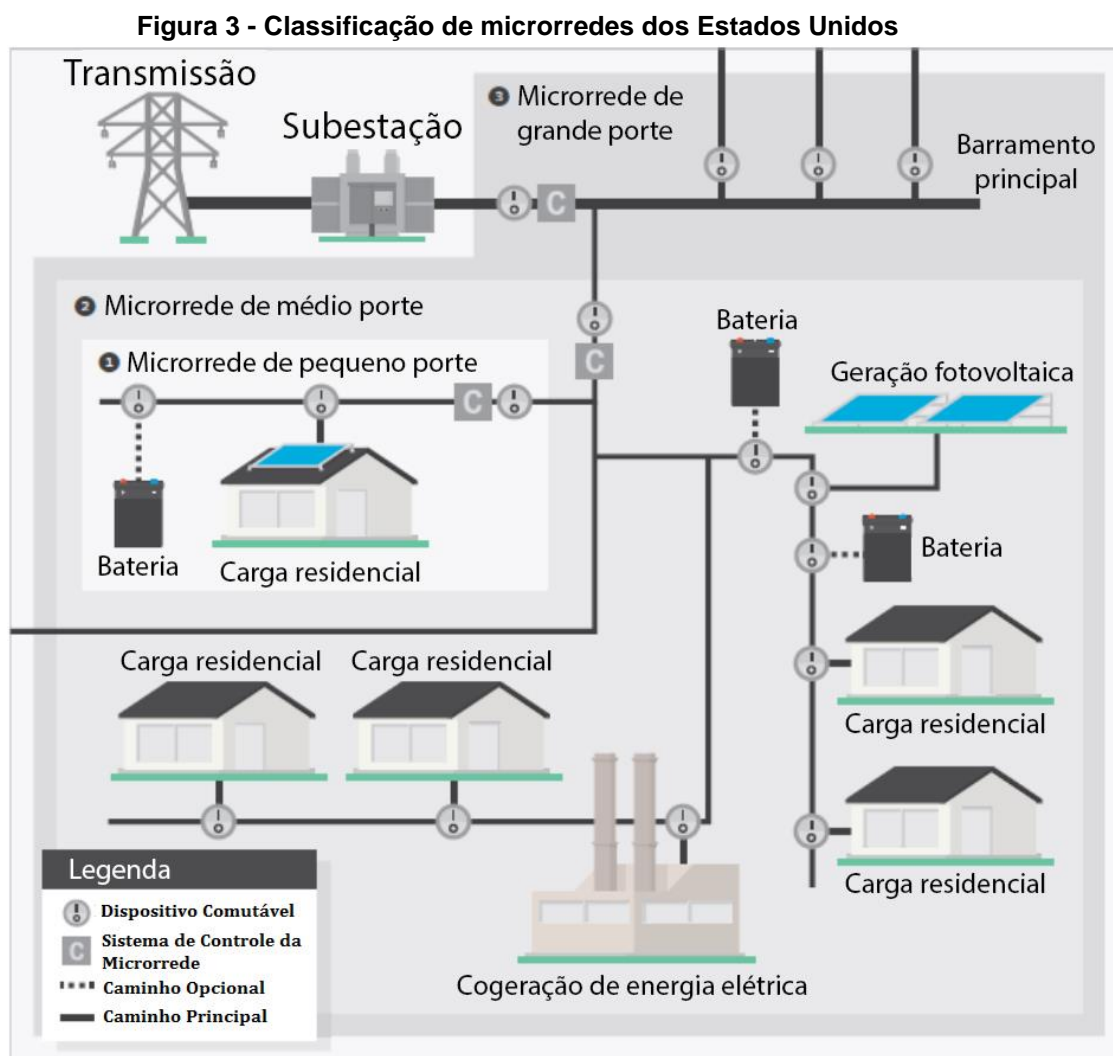 Figura 3 - Classificação de microrredes dos Estados Unidos
Transmissão
Subestação
3 Microrrede de
grande porte
Barramento
principal
C
2 Microrrede de médio porte
C
Bateria
1 Microrrede de pequeno porte
C
Geração fotovoltaica
Bateria
Carga residencial
Bateria
Carga residencial
Carga residencial
Carga residencial
Carga residencial
Cogeração de energia elétrica
Legenda
Dispositivo Comutável
C
Sistema de Controle da
Microrrede
Caminho Opcional
Caminho Principal